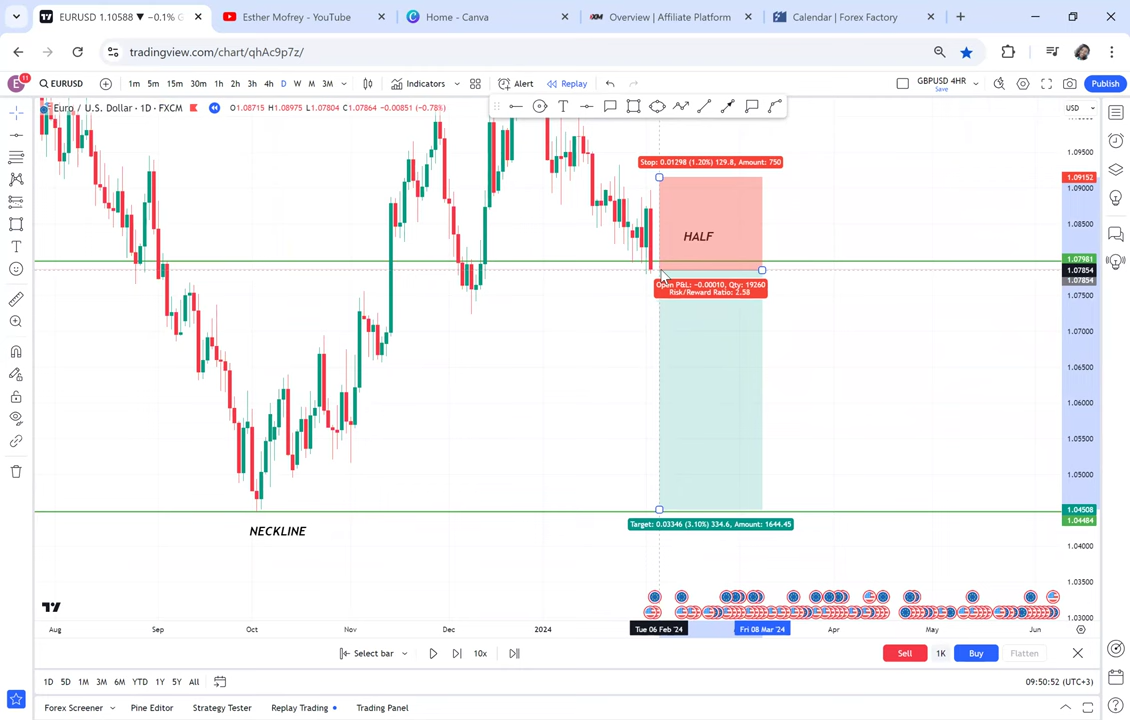 EURUSD 1.10588 ▼ −0.1%
Esther Mofrey - YouTube
Home - Canva
Overview | Affiliate Platform
Calendar | Forex Factory
tradingview.com/chart/qhAc9p7z/
E
11
EURUSD
1m 5m 15m 30m 1h 2h 3h 4h D W M 3M
Indicators
Alert
Replay
GBPUSD 4HR
Save
Publish
Euro / U.S. Dollar · 1D · FXCM
O1.08715 H1.08975 L1.07804 C1.07864 −0.00851 (−0.78%)
USD
Stop: 0.01298 (1.20%) 129.8, Amount: 750
HALF
Open P&L: −0.00010, Qty: 19260
Risk/Reward Ratio: 2.58
Target: 0.03346 (3.10%) 334.6, Amount: 1644.45
NECKLINE
1.09500
1.09152
1.09000
1.08500
1.07981
1.07854
1.07854
1.07500
1.07000
1.06500
1.06000
1.05500
1.05000
1.04508
1.04484
1.04000
1.03500
1.03000
Aug Sep Oct Nov Dec 2024 Tue 06 Feb '24 Fri 08 Mar '24 Apr May Jun
Select bar
10x
Sell
1K
Buy
Flatten
1D 5D 1M 3M 6M YTD 1Y 5Y All
09:50:52 (UTC+3)
Forex Screener
Pine Editor
Strategy Tester
Replay Trading
Trading Panel